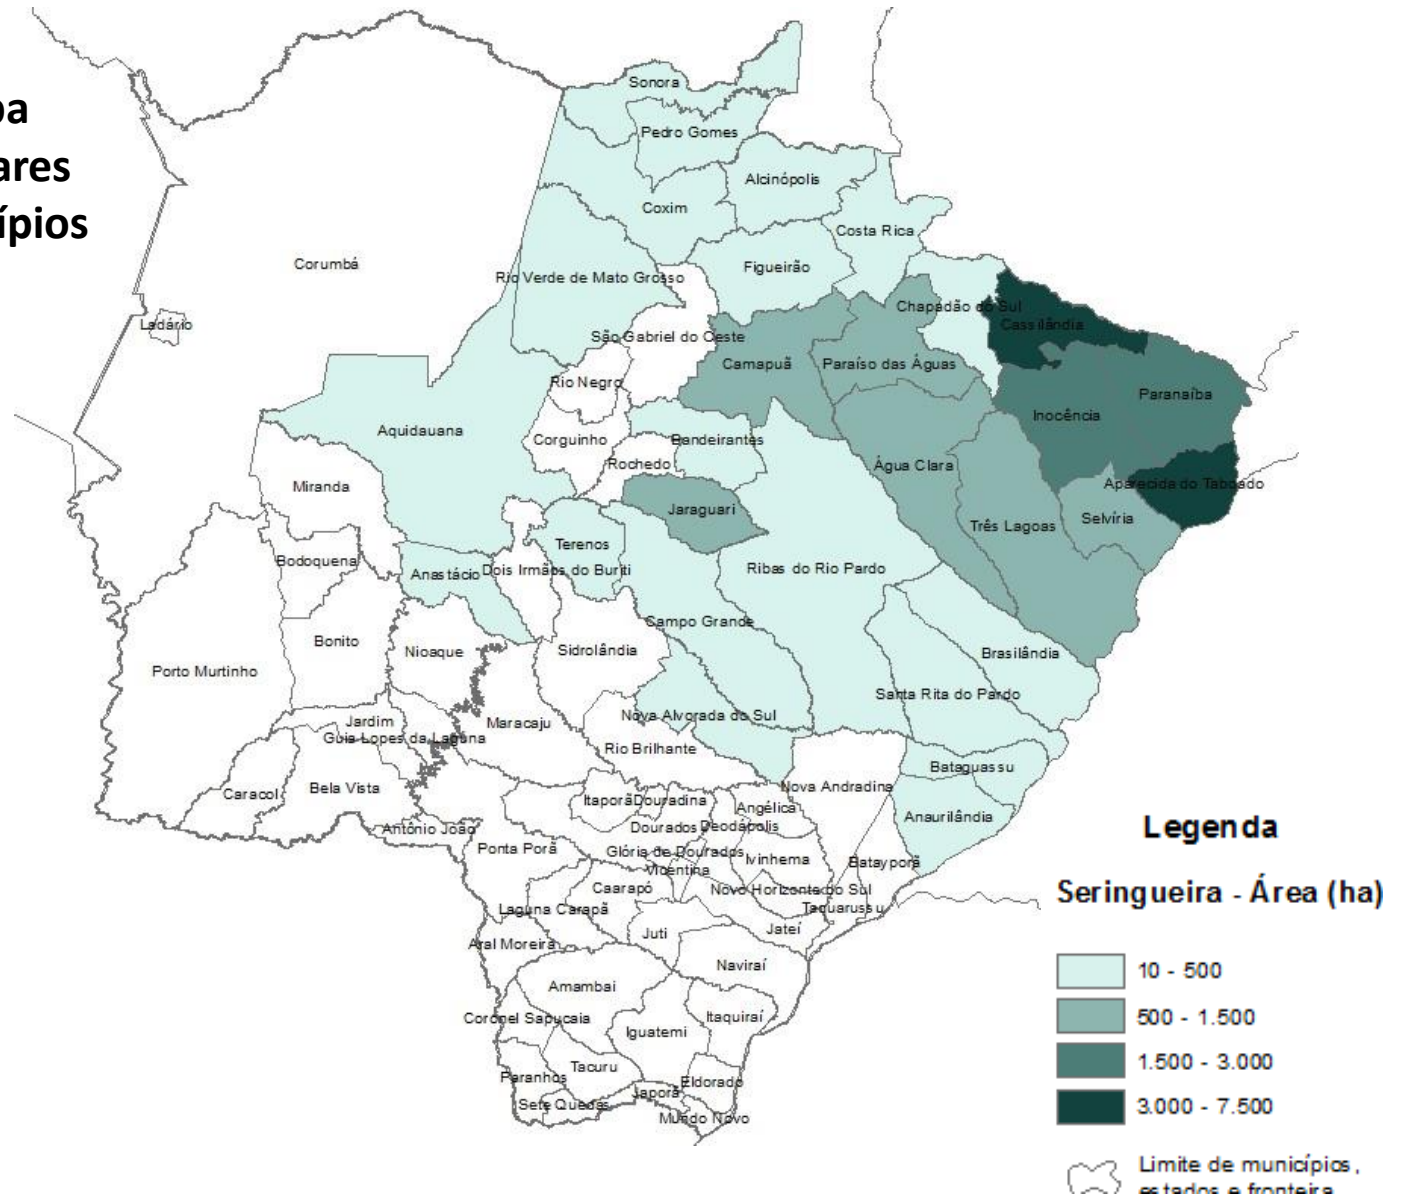 Sonora
Pedro Gomes
Alcinópolis
Coxim
Costa Rica
Corumbá
Figueirão
Rio Verde de Mato Grosso
Chapadão do Sul
Ladário
Cassilândia
São Gabriel do Oeste
Camapuã
Paraíso das Águas
Rio Negro
Paranaíba
Inocência
Aquidauana
Corguinho
Bandeirantes
Rochedo
Água Clara
Miranda
Aparecida do Taboado
Jaraguari
Selvíria
Três Lagoas
Terenos
Bodoquena
Anastácio
Dois Irmãos do Buriti
Ribas do Rio Pardo
Campo Grande
Bonito
Nioaque
Sidrolândia
Brasilândia
Porto Murtinho
Santa Rita do Pardo
Jardim
Maracaju
Nova Alvorada do Sul
Guia Lopes da Laguna
Rio Brilhante
Bataguassu
Bela Vista
Caracol
Nova Andradina
Itaporã
Douradina
Angélica
Anaurilândia
Antônio João
Dourados
Deodápolis
Ponta Porã
Glória de Dourados
Ivinhema
Batayporã
Vicentina
Caarapó
Novo Horizonte do Sul
Laguna Carapã
Taquarussu
Juti
Jateí
Aral Moreira
Naviraí
Amambai
Coronel Sapucaia
Iguatemi
Itaquiraí
Tacuru
Paranhos
Eldorado
Japorã
Sete Quedas
Mundo Novo
ba
ares
ípios
Legenda
Seringueira - Área (ha)
10 - 500
500 - 1.500
1.500 - 3.000
3.000 - 7.500
Limite de municípios,
estados e fronteira